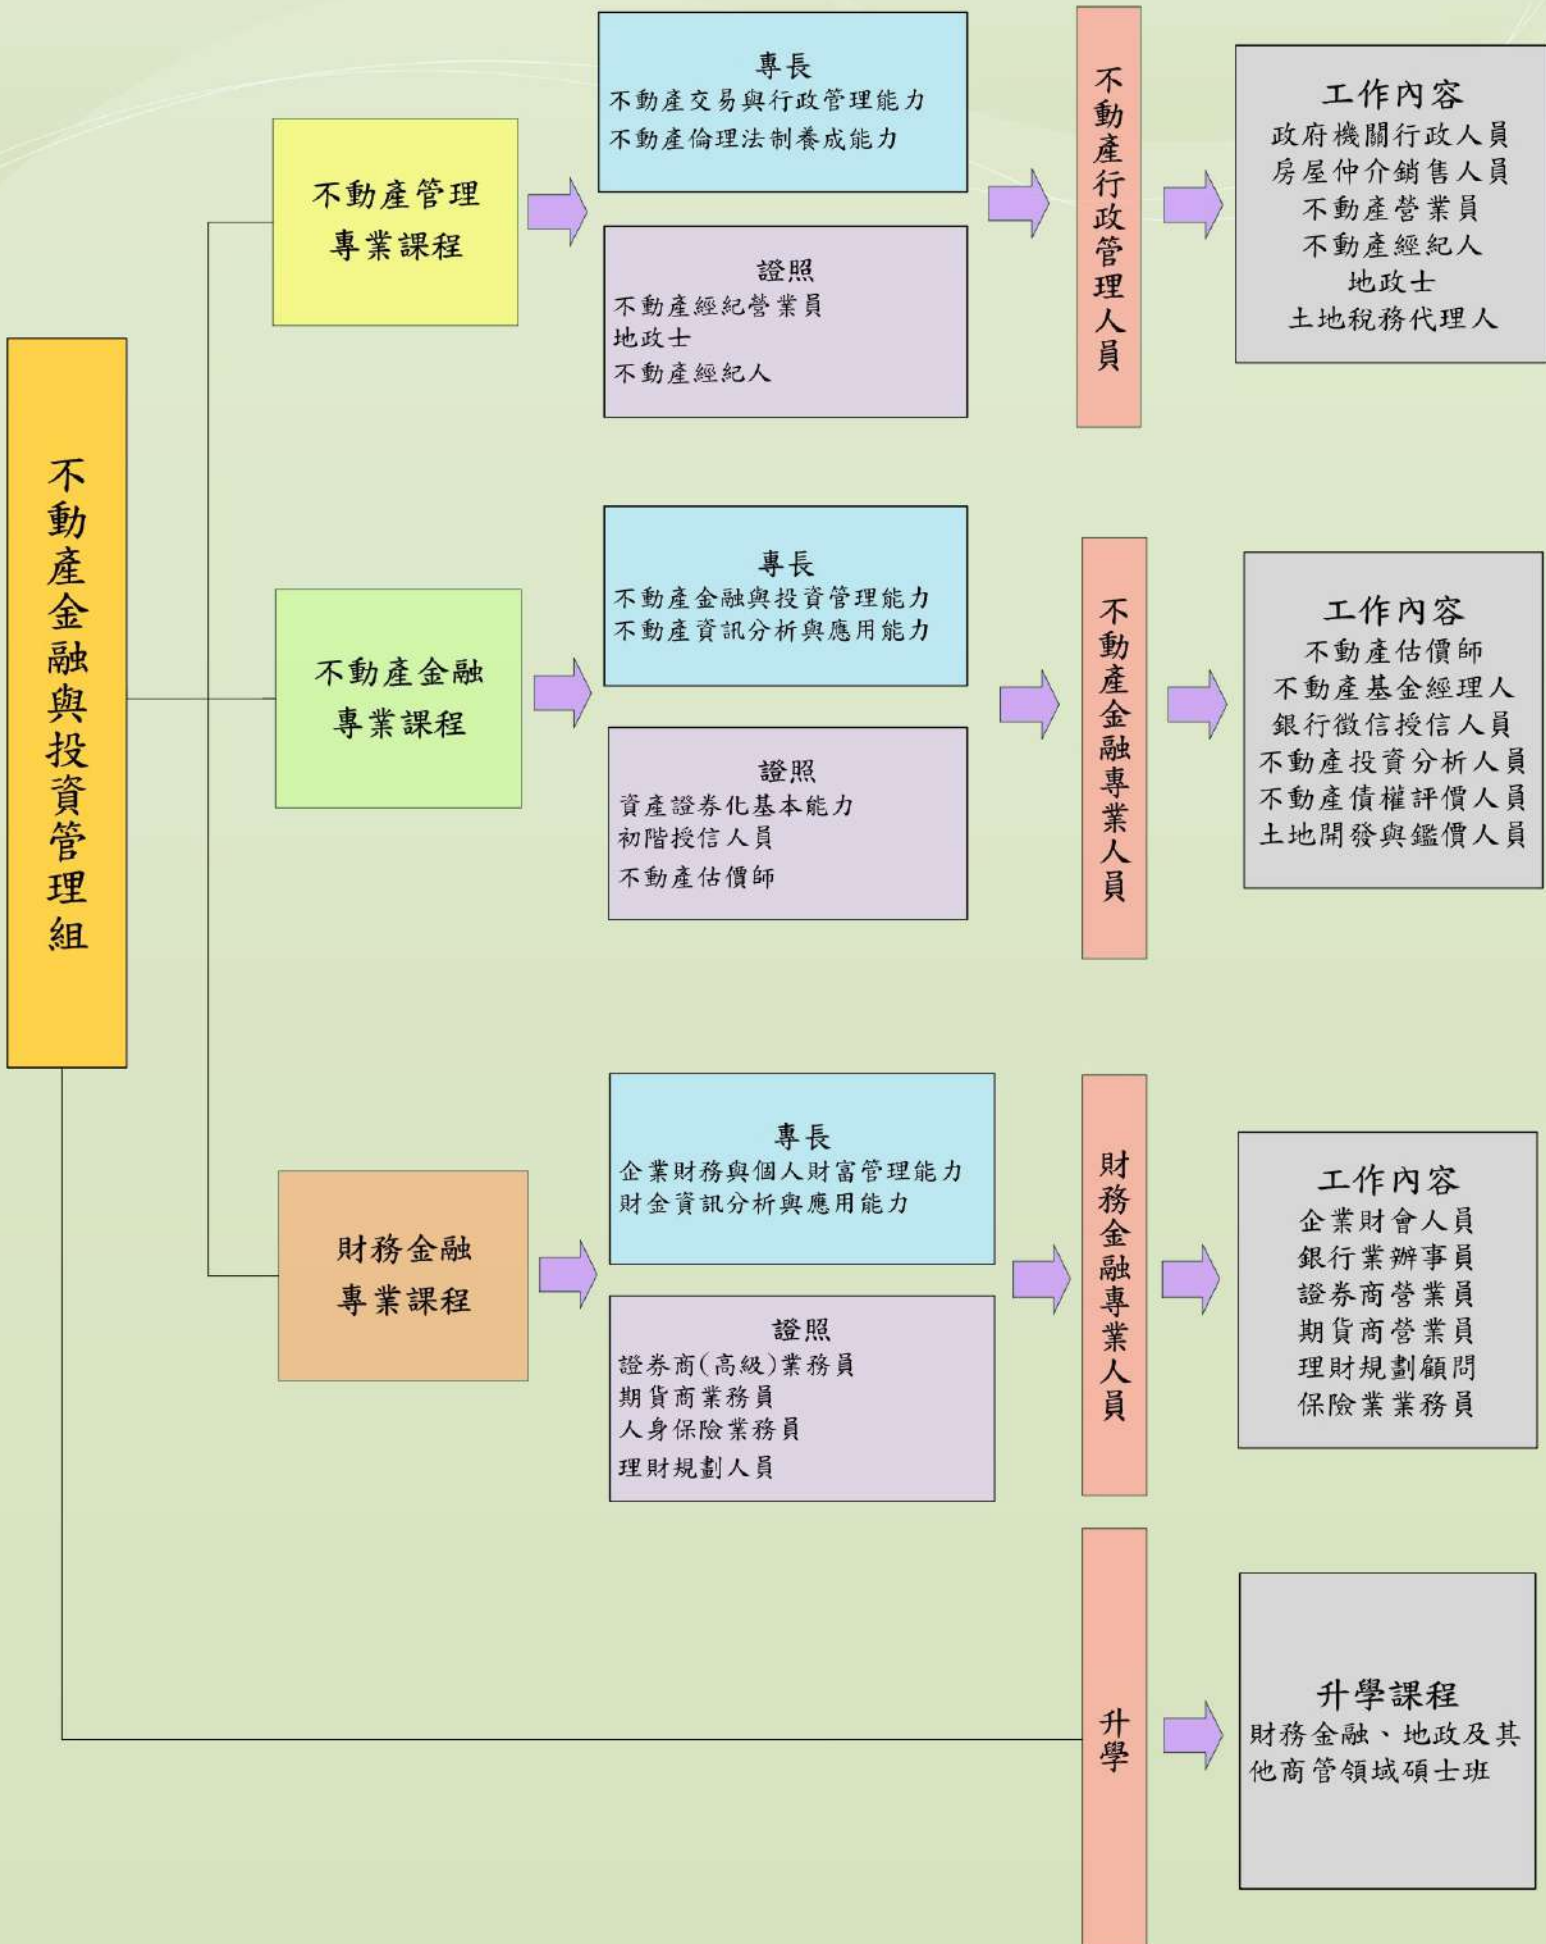 不動產金融與投資管理組
不動產管理
專業課程
專長
不動產交易與行政管理能力
不動產倫理法制養成能力
證照
不動產經紀營業員
地政士
不動產經紀人
不動產行政管理人員
工作內容
政府機關行政人員
房屋仲介銷售人員
不動產營業員
不動產經紀人
地政士
土地稅務代理人
不動產金融
專業課程
專長
不動產金融與投資管理能力
不動產資訊分析與應用能力
證照
資產證券化基本能力
初階授信人員
不動產估價師
不動產金融專業人員
工作內容
不動產估價師
不動產基金經理人
銀行徵信授信人員
不動產投資分析人員
不動產債權評價人員
土地開發與鑑價人員
財務金融
專業課程
專長
企業財務與個人財富管理能力
財金資訊分析與應用能力
證照
證券商(高級)業務員
期貨商業務員
人身保險業務員
理財規劃人員
財務金融專業人員
工作內容
企業財會人員
銀行業辦事員
證券商營業員
期貨商營業員
理財規劃顧問
保險業業務員
升學
升學課程
財務金融、地政及其
他商管領域碩士班